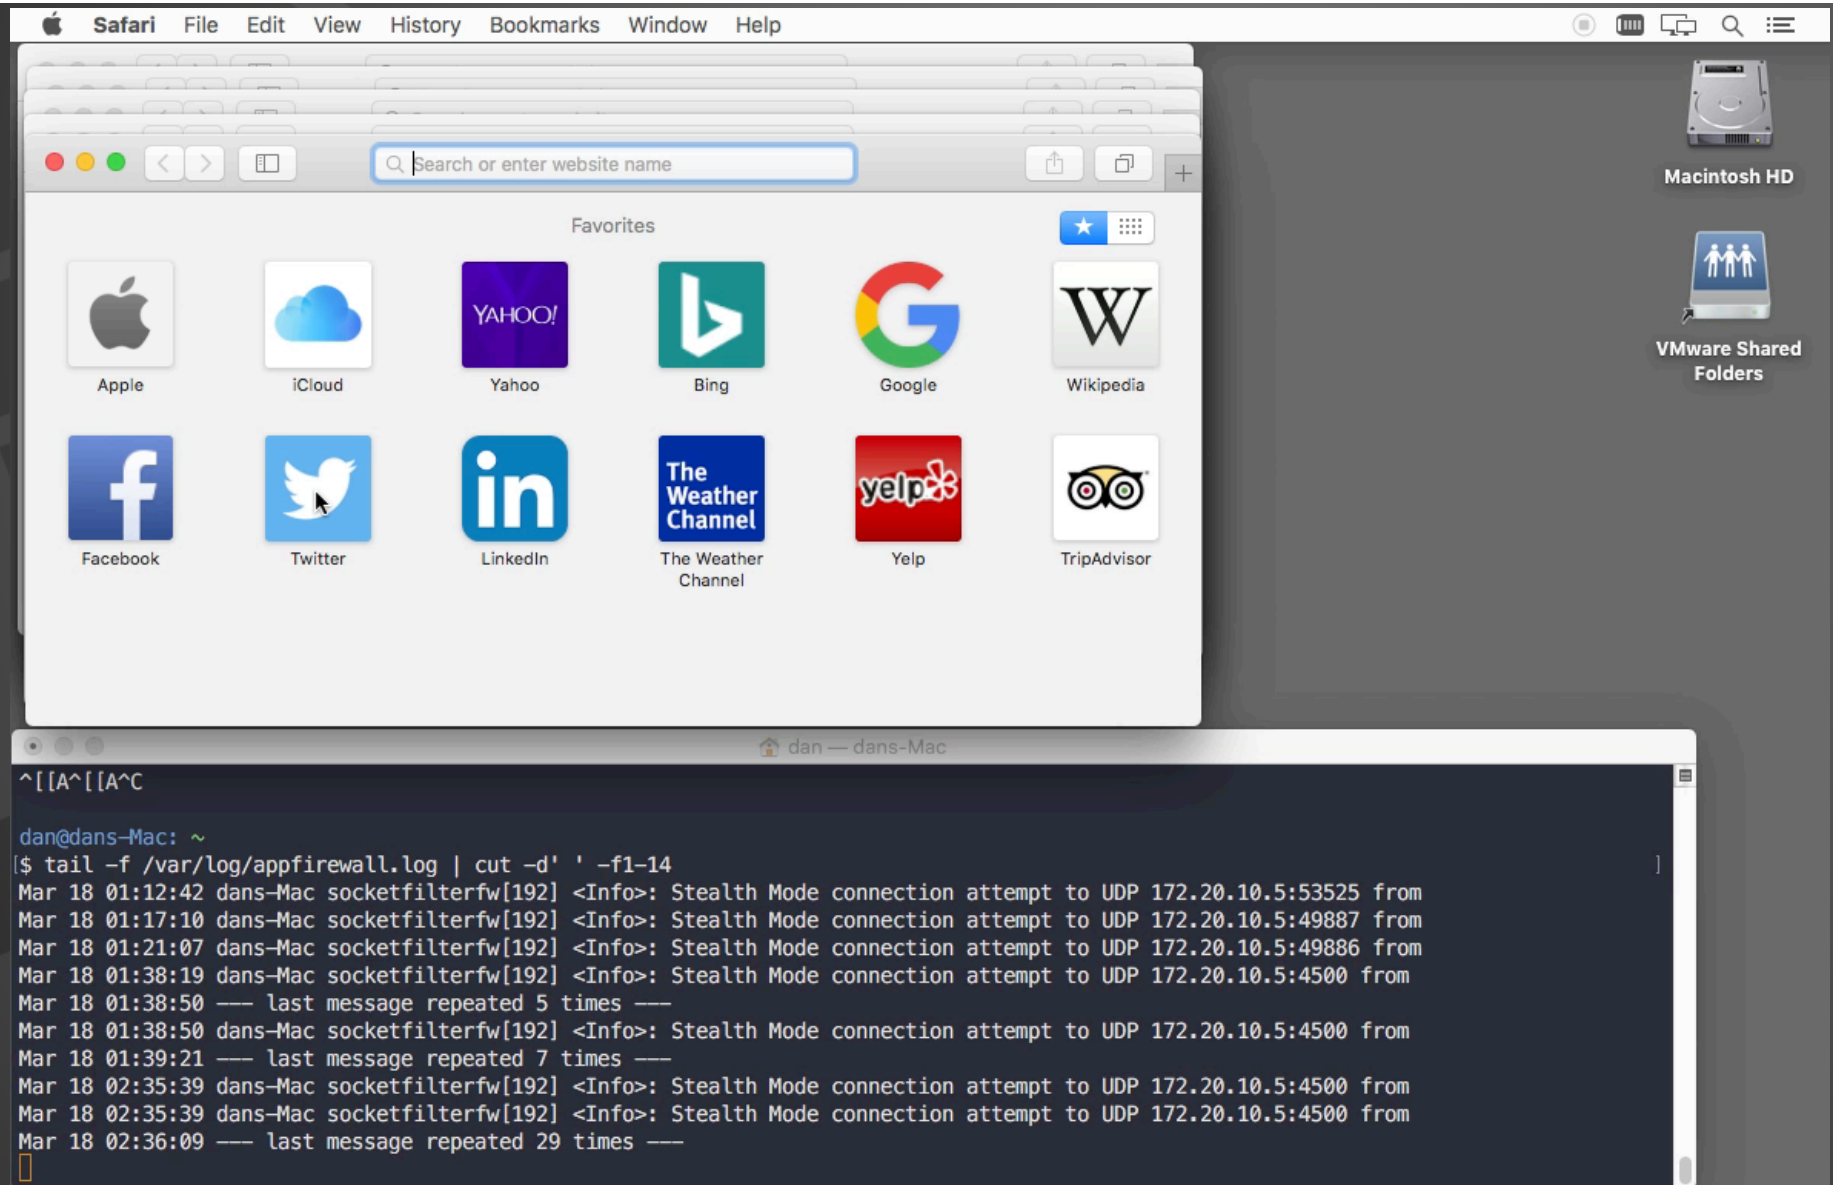 Safari File Edit View History Bookmarks Window Help
Search or enter website name
Macintosh HD
Favorites
YAHOO!
W
Apple iCloud Yahoo Bing Google Wikipedia
VMware Shared
Folders
f
in
The
Weather
Channel
yelp
Facebook Twitter LinkedIn The Weather
Channel Yelp TripAdvisor
dan — dans-Mac
^[[A^[[A^C
dan@dans-Mac: ~
[$ tail -f /var/log/appfirewall.log | cut -d' ' -f1-14 ]
Mar 18 01:12:42 dans-Mac socketfilterfw[192] <Info>: Stealth Mode connection attempt to UDP 172.20.10.5:53525 from
Mar 18 01:17:10 dans-Mac socketfilterfw[192] <Info>: Stealth Mode connection attempt to UDP 172.20.10.5:49887 from
Mar 18 01:21:07 dans-Mac socketfilterfw[192] <Info>: Stealth Mode connection attempt to UDP 172.20.10.5:49886 from
Mar 18 01:38:19 dans-Mac socketfilterfw[192] <Info>: Stealth Mode connection attempt to UDP 172.20.10.5:4500 from
Mar 18 01:38:50 --- last message repeated 5 times ---
Mar 18 01:38:50 dans-Mac socketfilterfw[192] <Info>: Stealth Mode connection attempt to UDP 172.20.10.5:4500 from
Mar 18 01:39:21 --- last message repeated 7 times ---
Mar 18 02:35:39 dans-Mac socketfilterfw[192] <Info>: Stealth Mode connection attempt to UDP 172.20.10.5:4500 from
Mar 18 02:35:39 dans-Mac socketfilterfw[192] <Info>: Stealth Mode connection attempt to UDP 172.20.10.5:4500 from
Mar 18 02:36:09 --- last message repeated 29 times ---